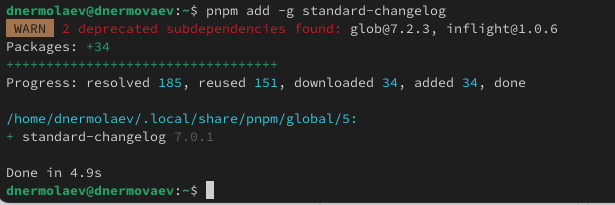 dnermolaev@dnermovaev:~$ pnpm add -g standard-changelog
WARN 2 deprecated subdependencies found: glob@7.2.3, inflight@1.0.6
Packages: +34
++++++++++++++++++++++++++++++++++
Progress: resolved 185, reused 151, downloaded 34, added 34, done
/home/dnermolaev/.local/share/pnpm/global/5:
+ standard-changelog 7.0.1
Done in 4.9s
dnermolaev@dnermovaev:~$